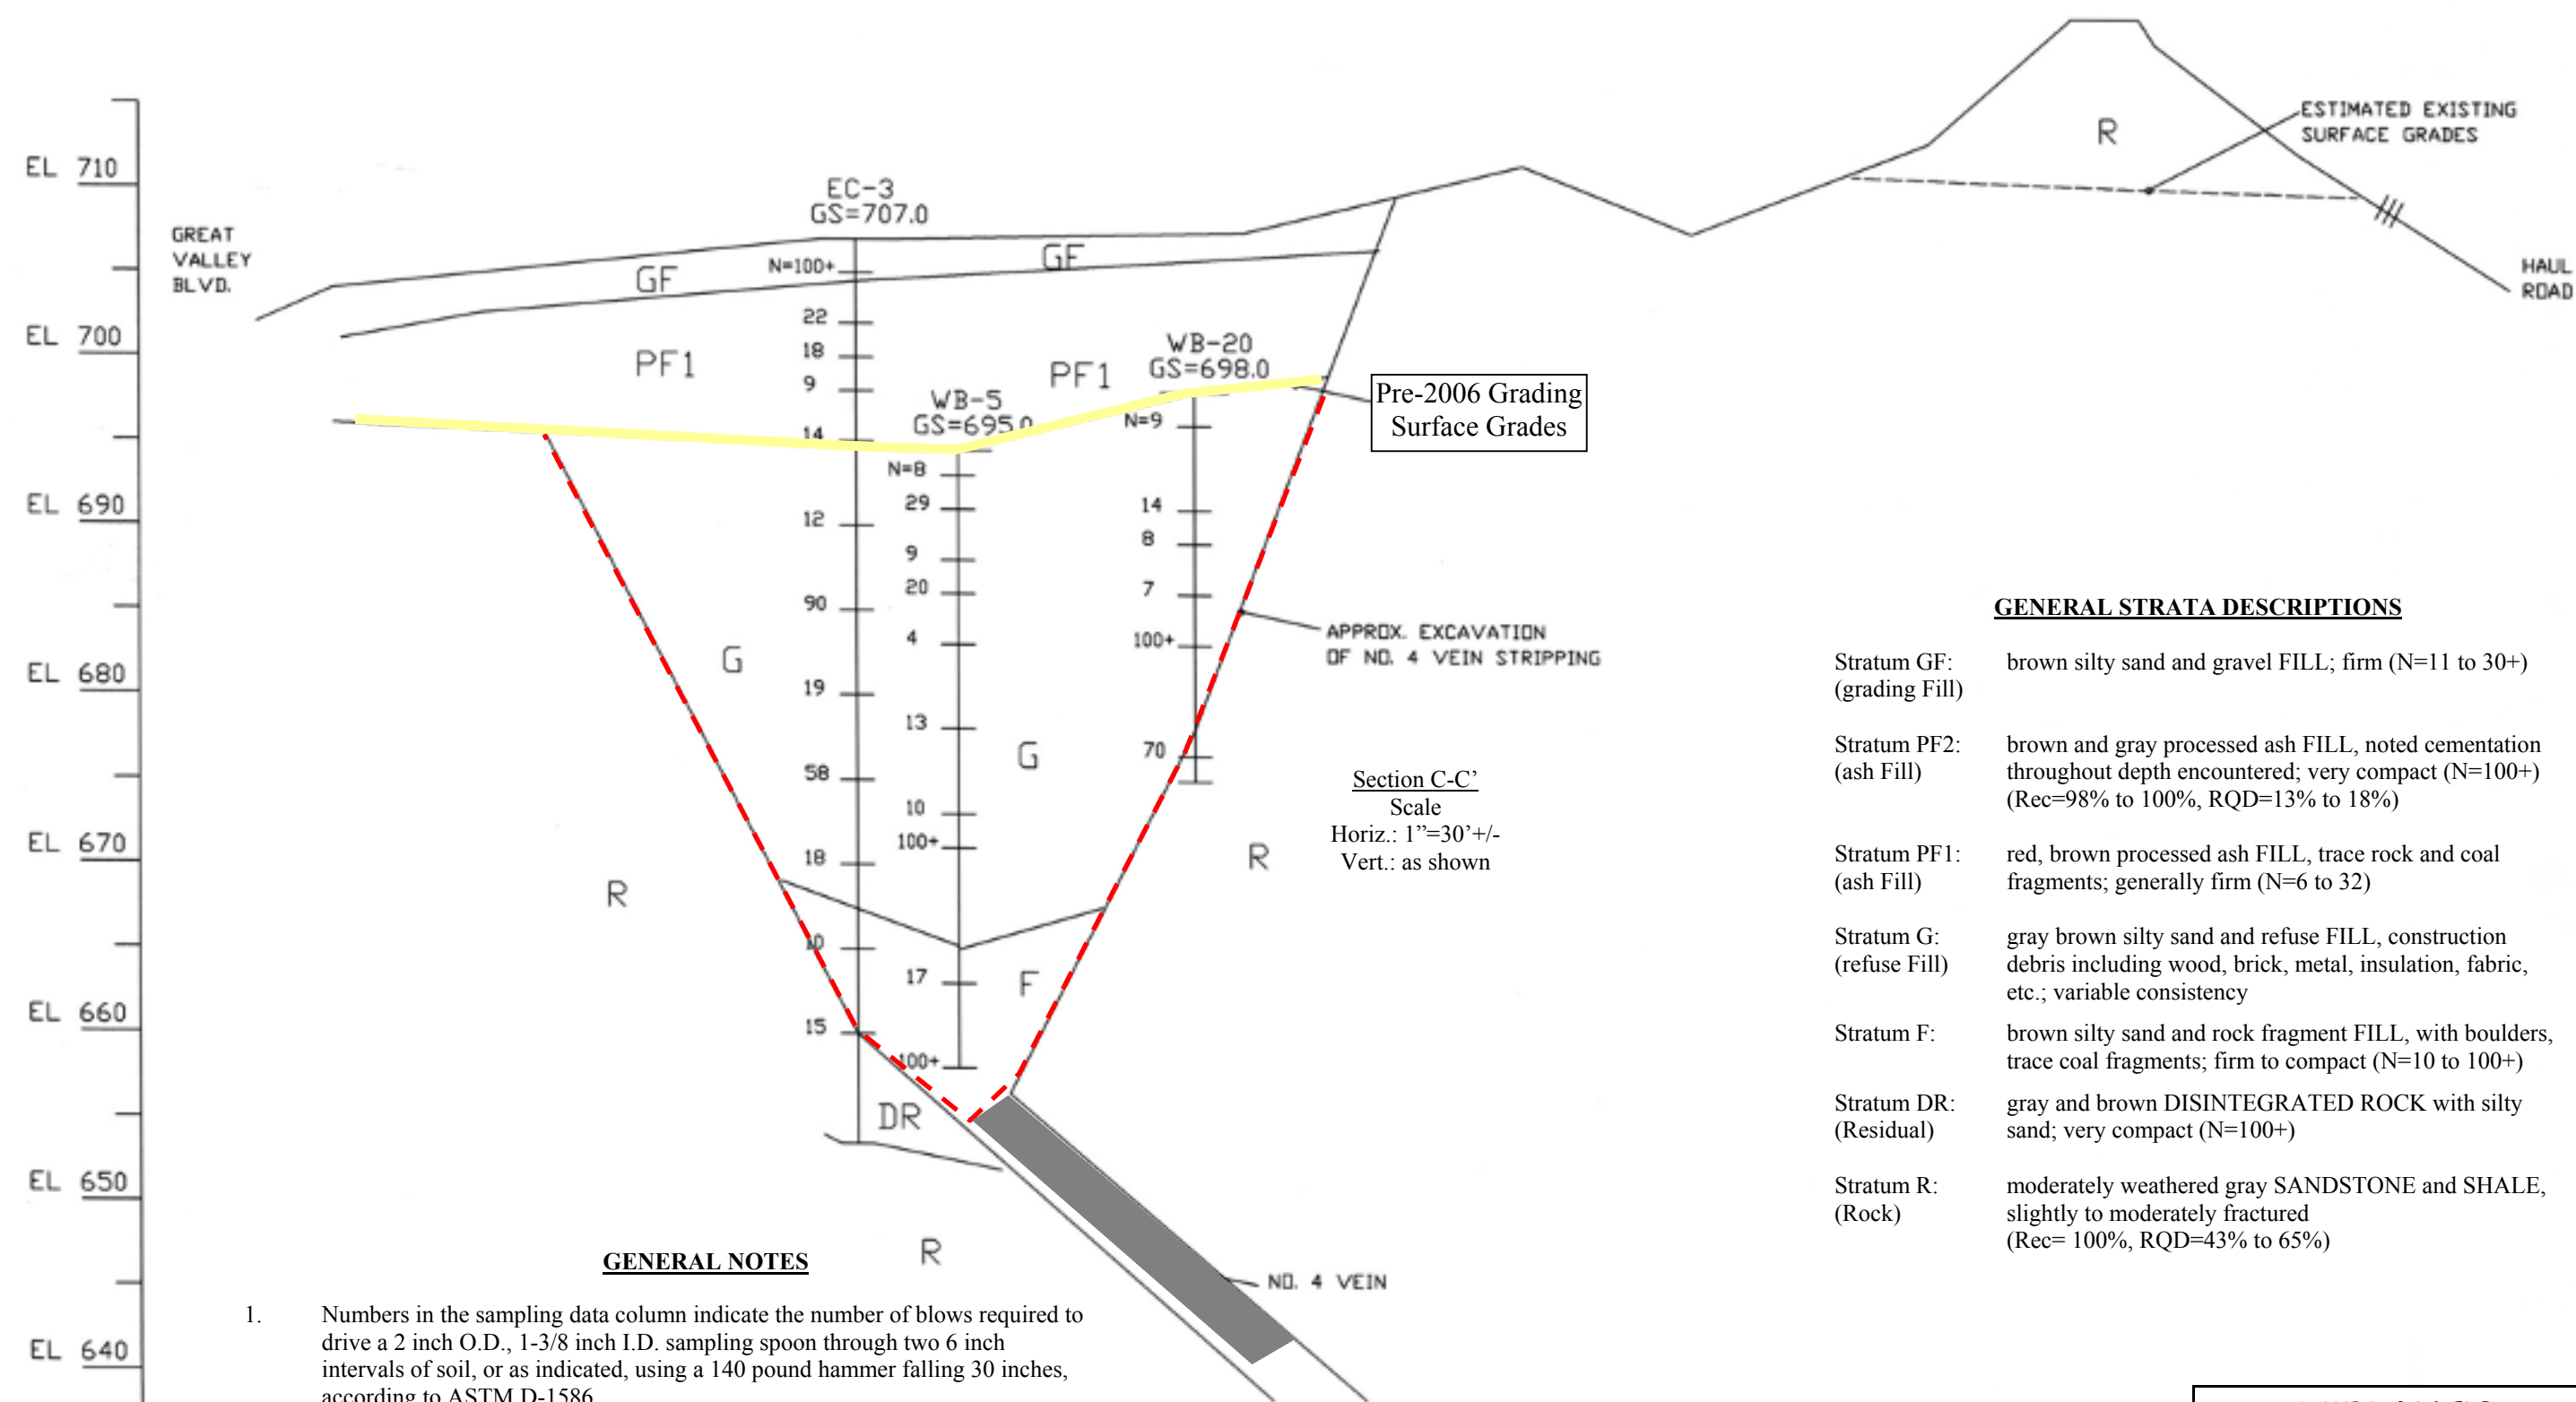 ESTIMATED EXISTING
SURFACE GRADES
R
EL 710
EC-3
GS=707.0
GREAT
VALLEY
BLVD.
N=100+
GF
GF
HAUL
ROAD
EL 700
22
18
9
14
PF1
PF1
WB-20
GS=698.0
WB-5
GS=695.0
Pre-2006 Grading
Surface Grades
N=9
N=8
EL 690
29
12
14
9
8
20
7
90
4
100+
APPROX. EXCAVATION
OF NO. 4 VEIN STRIPPING
G
EL 680
19
13
G
70
58
10
100+
EL 670
18
R
R
Section C-C’
Scale
Horiz.: 1”=30’+/-
Vert.: as shown
10
17
F
EL 660
15
100+
DR
EL 650
R
NO. 4 VEIN
EL 640
GENERAL STRATA DESCRIPTIONS
Stratum GF: brown silty sand and gravel FILL; firm (N=11 to 30+)
(grading Fill)
Stratum PF2: brown and gray processed ash FILL, noted cementation
(ash Fill) throughout depth encountered; very compact (N=100+)
(Rec=98% to 100%, RQD=13% to 18%)
Stratum PF1: red, brown processed ash FILL, trace rock and coal
(ash Fill) fragments; generally firm (N=6 to 32)
Stratum G: gray brown silty sand and refuse FILL, construction
(refuse Fill) debris including wood, brick, metal, insulation, fabric,
etc.; variable consistency
Stratum F: brown silty sand and rock fragment FILL, with boulders,
trace coal fragments; firm to compact (N=10 to 100+)
Stratum DR: gray and brown DISINTEGRATED ROCK with silty
(Residual) sand; very compact (N=100+)
Stratum R: moderately weathered gray SANDSTONE and SHALE,
(Rock) slightly to moderately fractured
(Rec= 100%, RQD=43% to 65%)
GENERAL NOTES
1. Numbers in the sampling data column indicate the number of blows required to
drive a 2 inch O.D., 1-3/8 inch I.D. sampling spoon through two 6 inch
intervals of soil, or as indicated, using a 140 pound hammer falling 30 inches,
according to ASTM D-1586